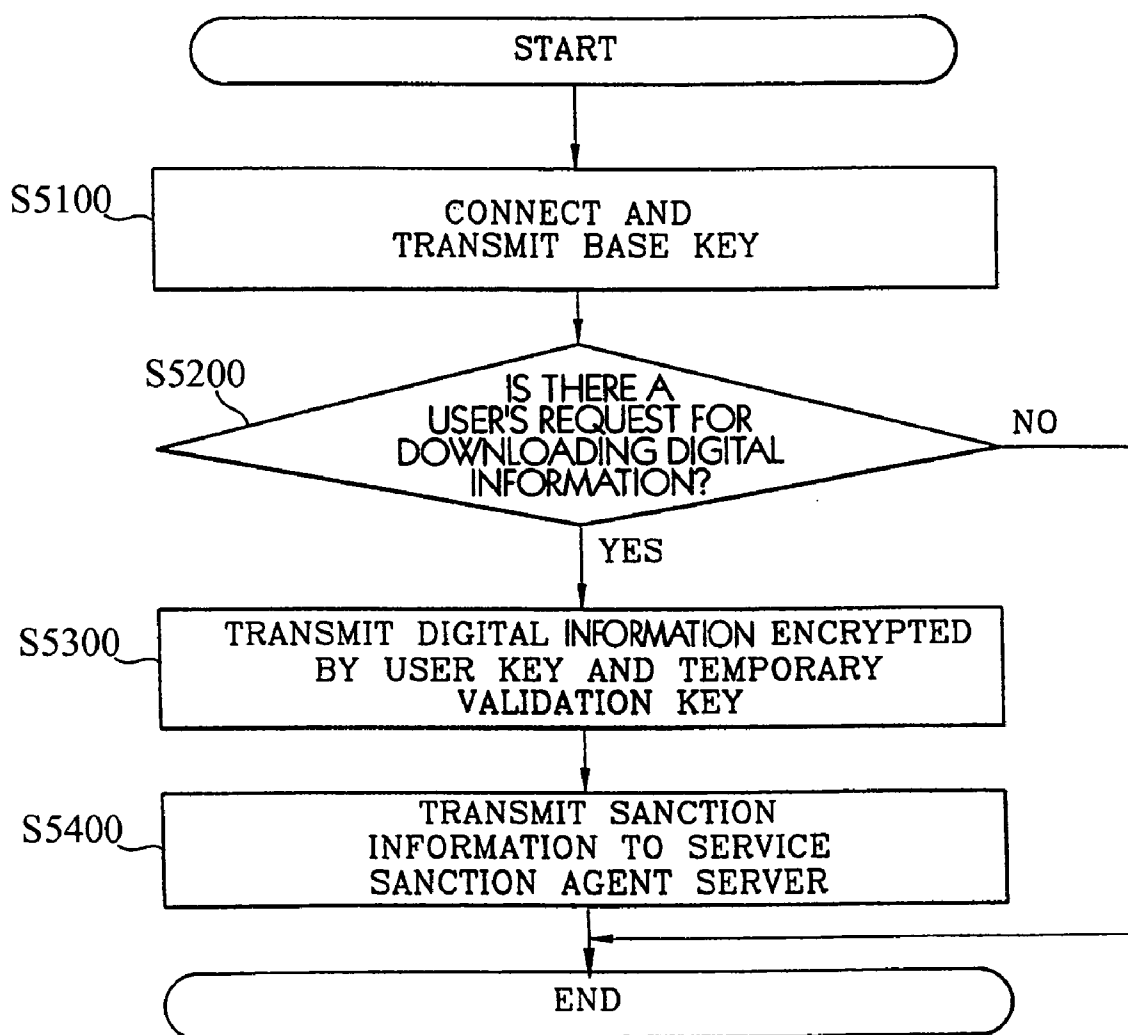 START
S5100
CONNECT AND
TRANSMIT BASE KEY
S5200
IS THERE A
USER'S REQUEST FOR
DOWNLOADING DIGITAL
INFORMATION?
NO
YES
S5300
TRANSMIT DIGITAL INFORMATION ENCRYPTED
BY USER KEY AND TEMPORARY
VALIDATION KEY
S5400
TRANSMIT SANCTION
INFORMATION TO SERVICE
SANCTION AGENT SERVER
END